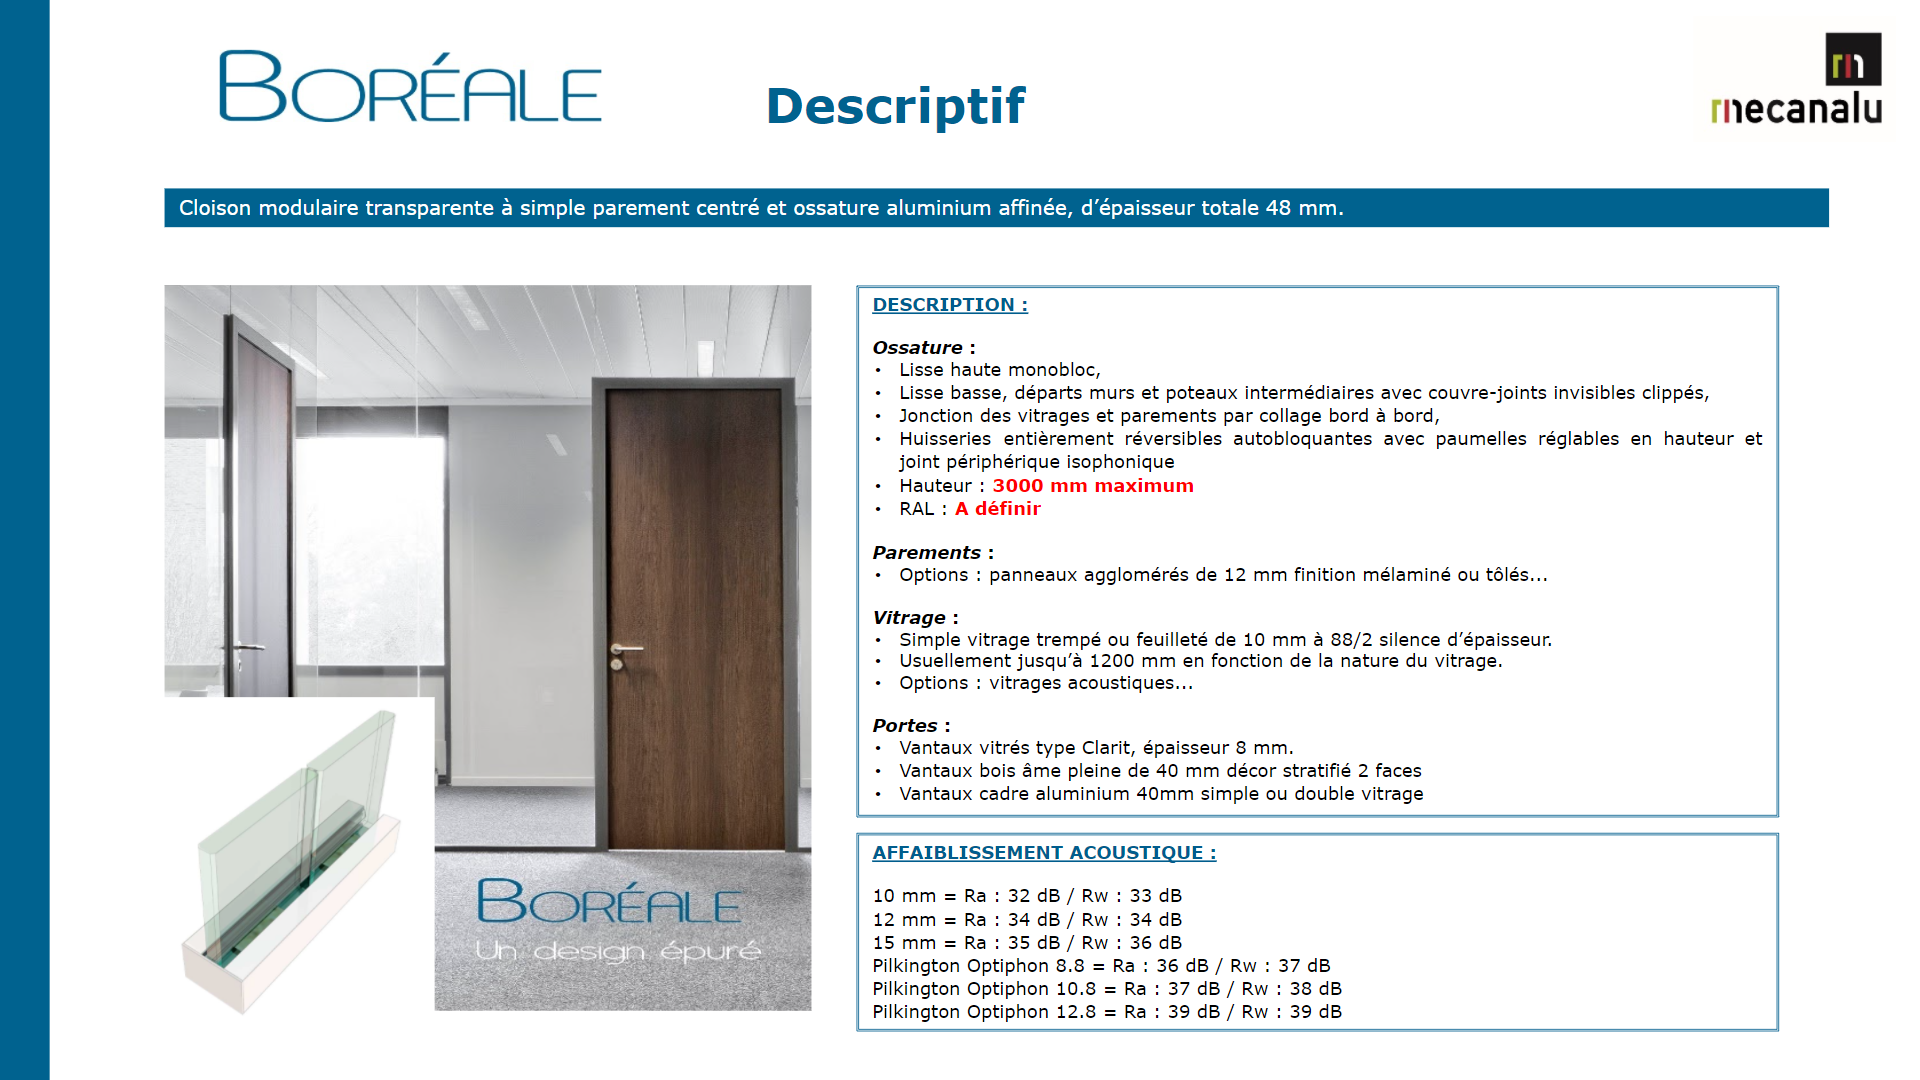 BORÉALE
Descriptif
mecanalu
Cloison modulaire transparente à simple parement centré et ossature aluminium affinée, d’épaisseur totale 48 mm.
DESCRIPTION :
Ossature :
• Lisse haute monobloc,
• Lisse basse, départs murs et poteaux intermédiaires avec couvre-joints invisibles clippés,
• Jonction des vitrages et parements par collage bord à bord,
• Huisseries entièrement réversibles autobloquantes avec paumelles réglables en hauteur et
joint périphérique isophonique
• Hauteur : 3000 mm maximum
• RAL : A définir
Parements :
• Options : panneaux agglomérés de 12 mm finition mélaminé ou tôlés...
Vitrage :
• Simple vitrage trempé ou feuilleté de 10 mm à 88/2 silence d’épaisseur.
• Usuellement jusqu’à 1200 mm en fonction de la nature du vitrage.
• Options : vitrages acoustiques...
Portes :
• Vantaux vitrés type Clarit, épaisseur 8 mm.
• Vantaux bois âme pleine de 40 mm décor stratifié 2 faces
• Vantaux cadre aluminium 40mm simple ou double vitrage
BORÉALE
Un design épuré
AFFAIBLISSEMENT ACOUSTIQUE :
10 mm = Ra : 32 dB / Rw : 33 dB
12 mm = Ra : 34 dB / Rw : 34 dB
15 mm = Ra : 35 dB / Rw : 36 dB
Pilkington Optiphon 8.8 = Ra : 36 dB / Rw : 37 dB
Pilkington Optiphon 10.8 = Ra : 37 dB / Rw : 38 dB
Pilkington Optiphon 12.8 = Ra : 39 dB / Rw : 39 dB